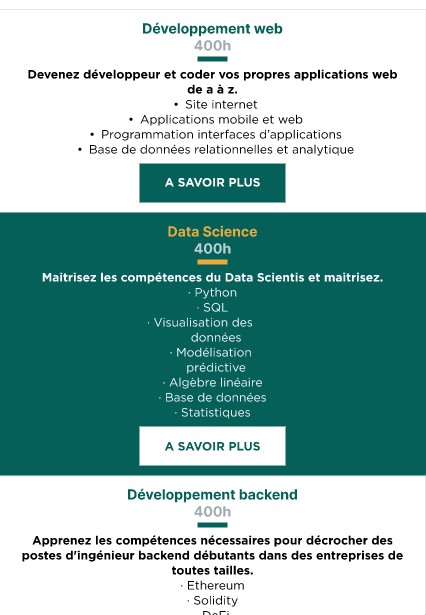 Développement web
400h
Devenez développeur et coder vos propres applications web
de a à z.
• Site internet
• Applications mobile et web
• Programmation interfaces d'applications
• Base de données relationnelles et analytique
A SAVOIR PLUS
Data Science
400h
Maitrisez les compétences du Data Scientis et maitrisez.
· Python
· SQL
· Visualisation des
données
· Modélisation
prédictive
· Algèbre linéaire
· Base de données
· Statistiques
A SAVOIR PLUS
Développement backend
400h
Apprenez les compétences nécessaires pour décrocher des
postes d'ingénieur backend débutants dans des entreprises de
toutes tailles.
· Ethereum
· Solidity
· DeFi